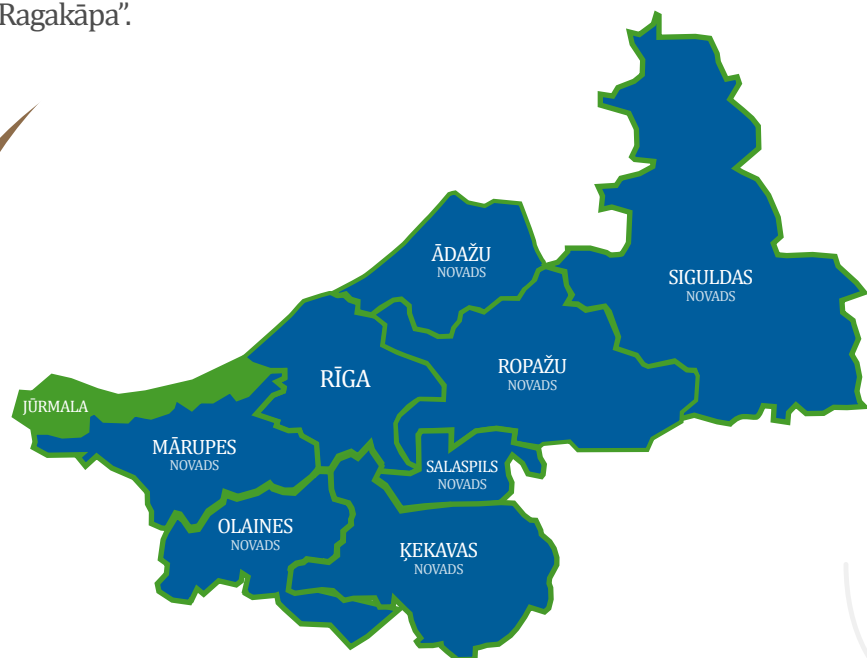 Ragakāpa”.
ĀDAŽU
NOVADS
SIGULDAS
NOVADS
RĪGA
ROPAŽU
NOVADS
JŪRMALA
MĀRUPES
NOVADS
SALASPILS
NOVADS
OLAINES
NOVADS
ĶEKAVAS
NOVADS